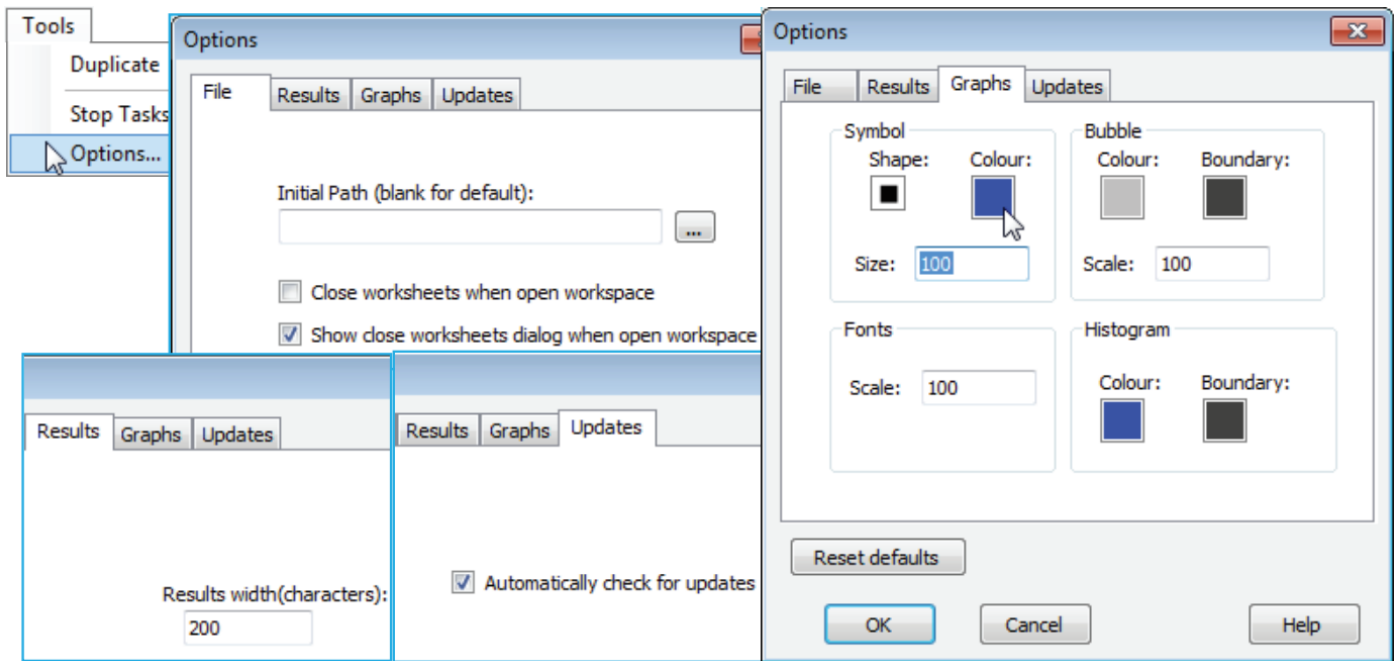 Tools
Duplicate
Stop Tasks
Options...
Options
File Results Graphs Updates
Initial Path (blank for default):
...
Close worksheets when open workspace
Show close worksheets dialog when open workspace
Results Graphs Updates
Results width(characters):
200
Results Graphs Updates
Automatically check for updates
Options
File Results Graphs Updates
Symbol
Shape: Colour:
Size: 100
Bubble
Colour: Boundary:
Scale: 100
Fonts
Scale: 100
Histogram
Colour: Boundary:
Reset defaults
OK Cancel Help